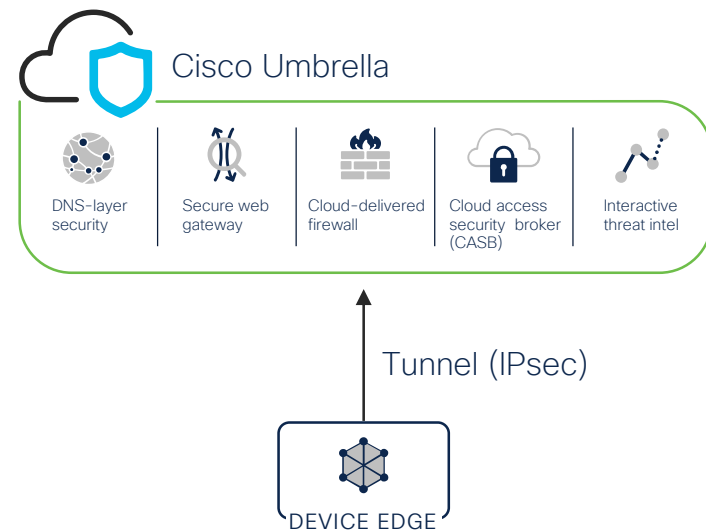 Cisco Umbrella
DNS-layer
security
Secure web
gateway
Cloud-delivered
firewall
Cloud access
security broker
(CASB)
Interactive
threat intel
Tunnel (IPsec)
DEVICE EDGE